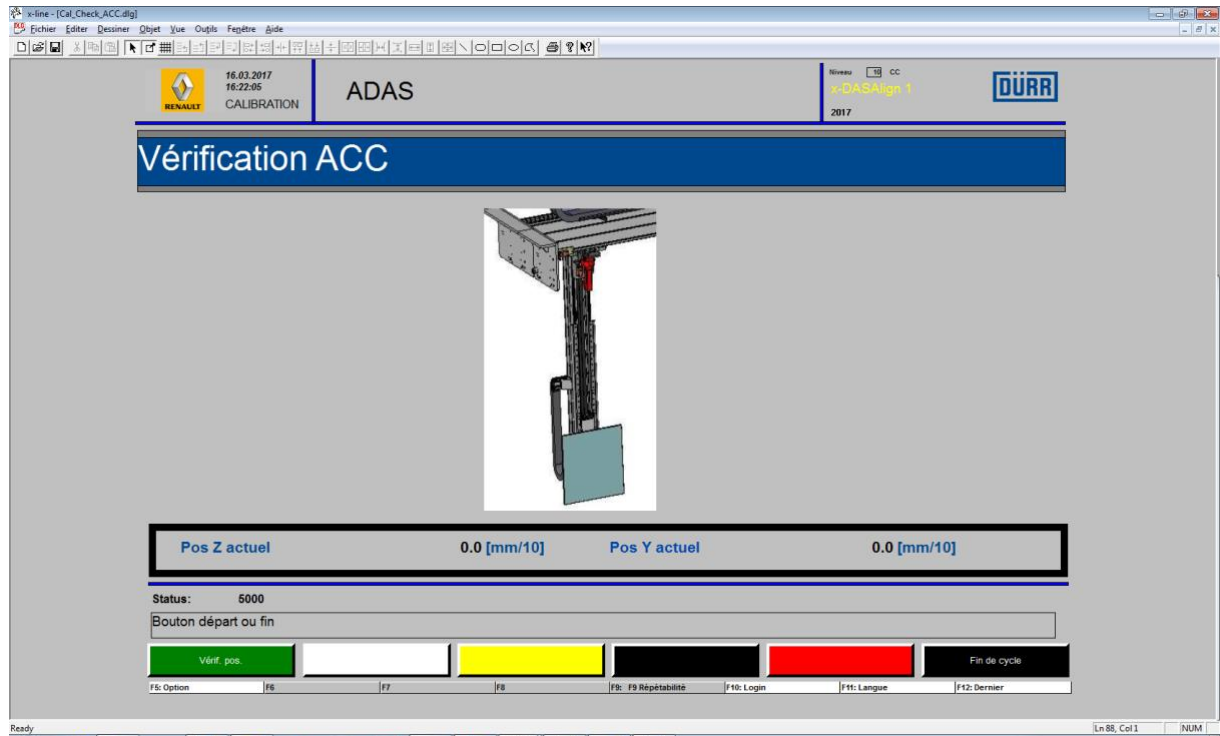 x-line - [Cal_Check_ACC.dlg]
Fichier Editer Dessiner Objet Vue Outils Fenêtre Aide
RENAULT
16.03.2017
16:22:05
CALIBRATION
ADAS
Niveau 10 CC
x-DASAlign 1
2017
DÜRR
Vérification ACC
Pos Z actuel 0.0 [mm/10] Pos Y actuel 0.0 [mm/10]
Status: 5000
Bouton départ ou fin
Vérif. pos. Fin de cycle
F5: Option F6 F7 F8 F9: F9 Répétabilité F10: Login F11: Langue F12: Dernier
Ready Ln 88, Col 1 NUM